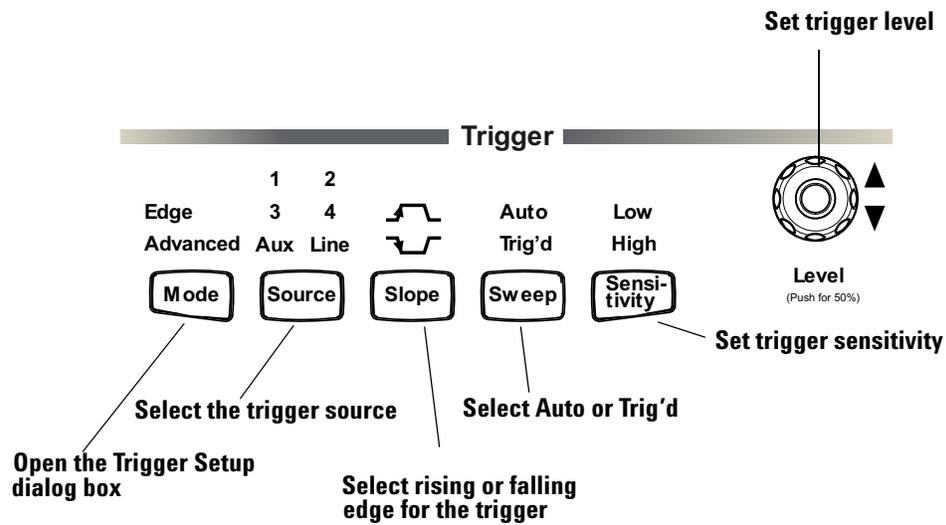 Set trigger level
Trigger
1 2
Edge 3 4 Auto Low
Advanced Aux Line Trig'd High
Mode Source Slope Sweep Sensi-
tivity
Level
(Push for 50%)
Set trigger sensitivity
Select the trigger source
Select Auto or Trig'd
Open the Trigger Setup
dialog box
Select rising or falling
edge for the trigger